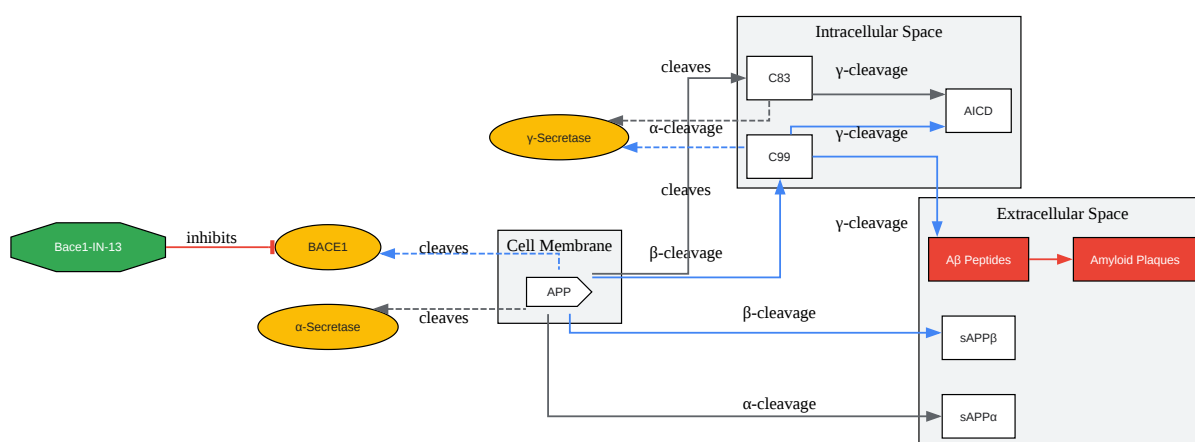 Intracellular Space
cleaves
C83
γ-cleavage
AICD
α-cleavage
γ-Secretase
γ-cleavage
C99
cleaves
Extracellular Space
γ-cleavage
Bace1-IN-13
inhibits
BACE1
cleaves
Cell Membrane
β-cleavage
Aβ Peptides
Amyloid Plaques
APP
α-Secretase
cleaves
β-cleavage
sAPPβ
α-cleavage
sAPPα